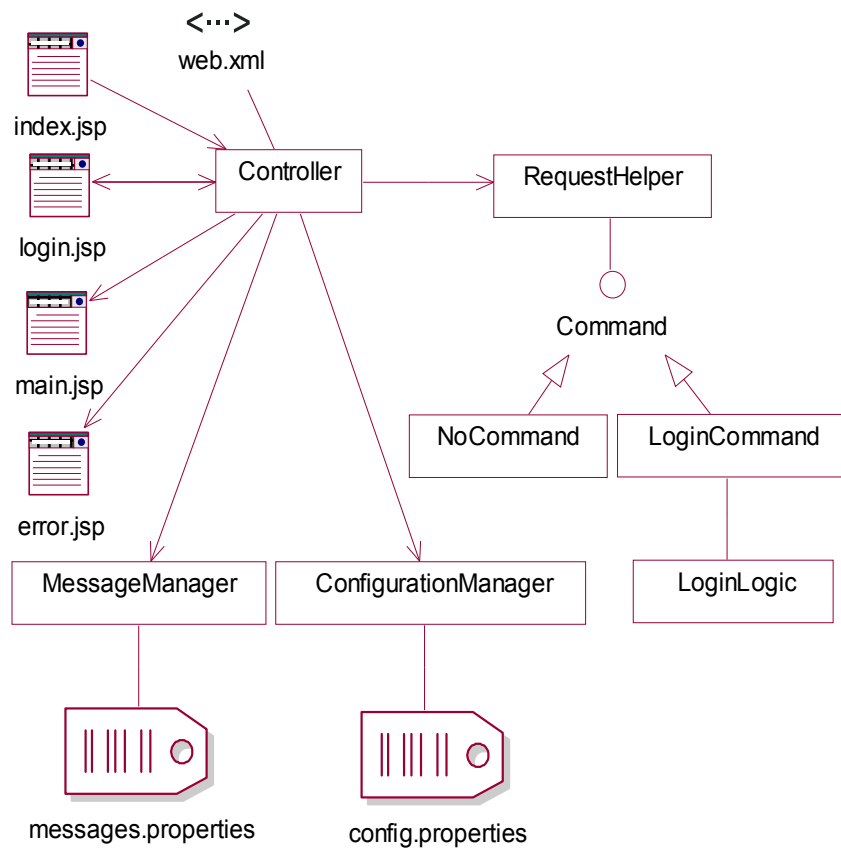 <···>
web.xml
index.jsp
Controller
RequestHelper
login.jsp
Command
main.jsp
NoCommand
LoginCommand
error.jsp
MessageManager
ConfigurationManager
LoginLogic
messages.properties
config.properties